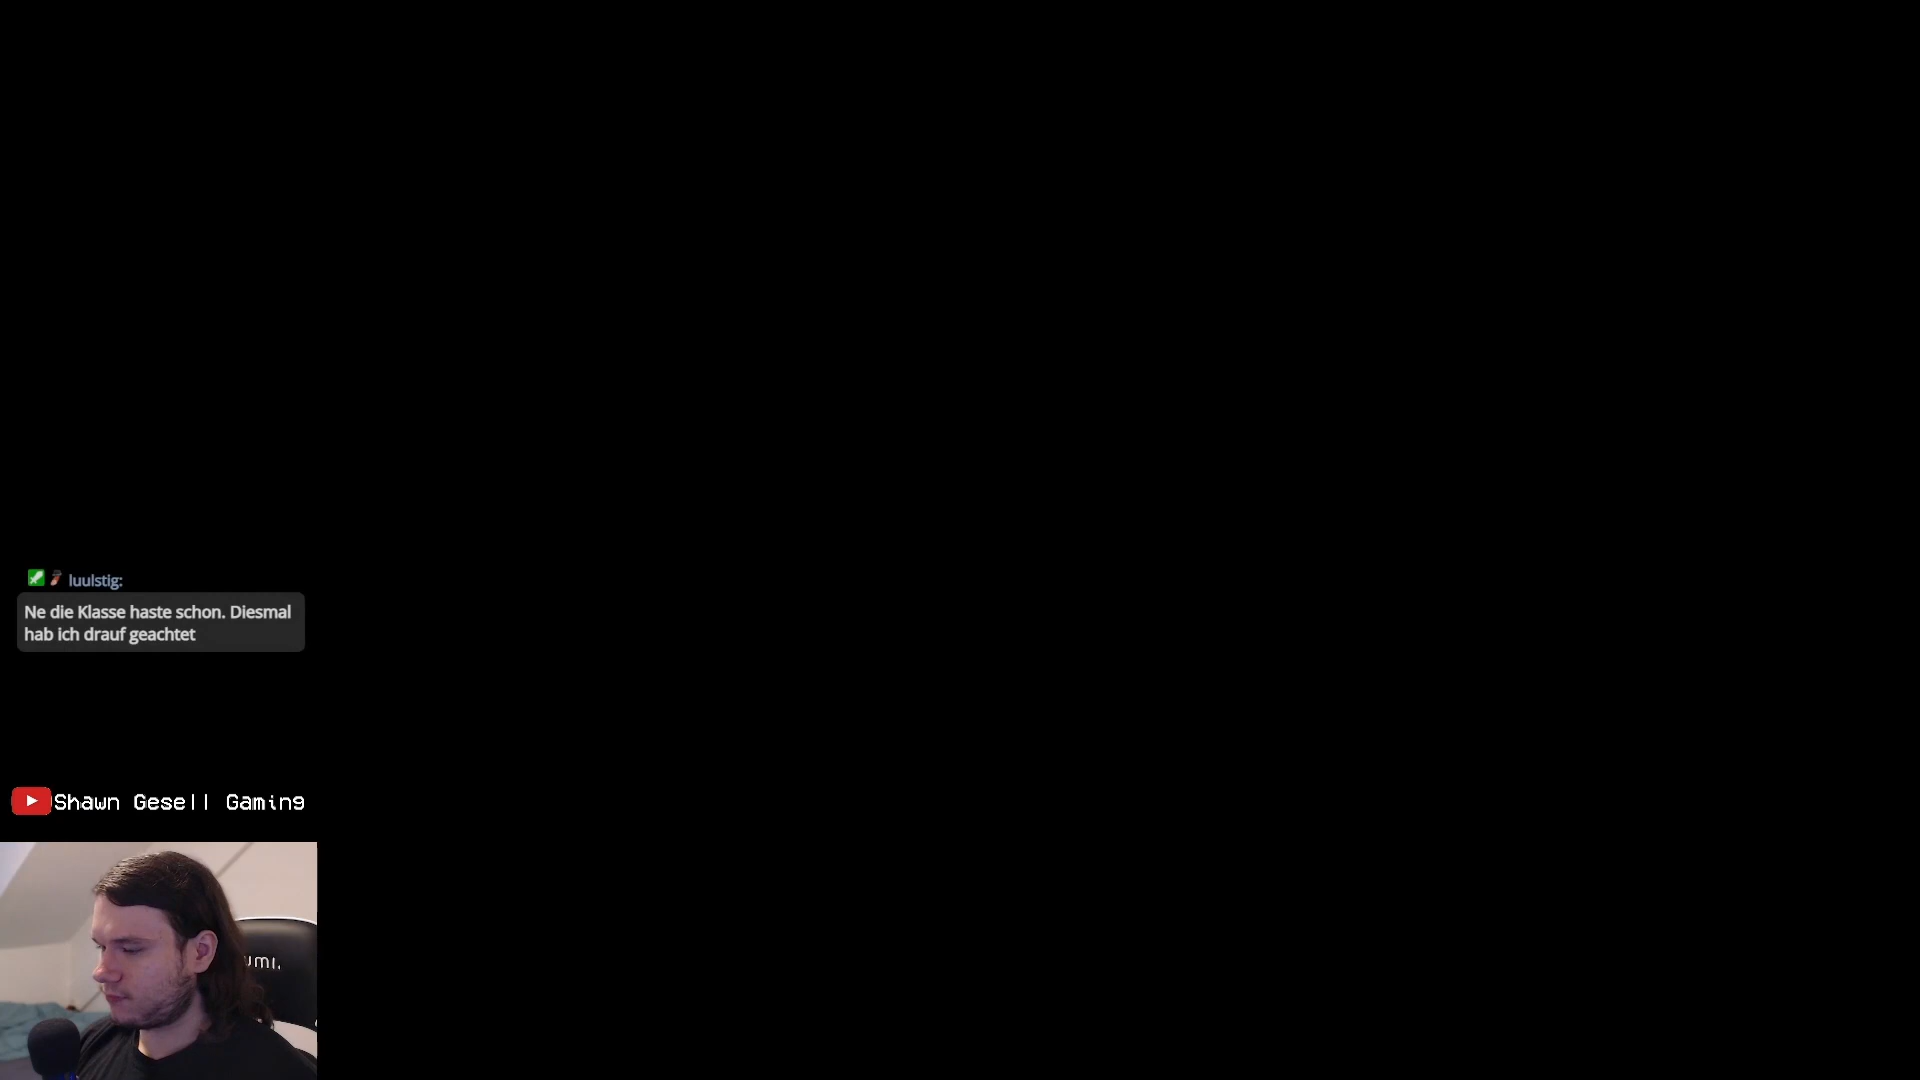 luulstig:
Ne die Klasse haste schon. Diesmal
hab ich drauf geachtet
Shawn Gesell Gaming